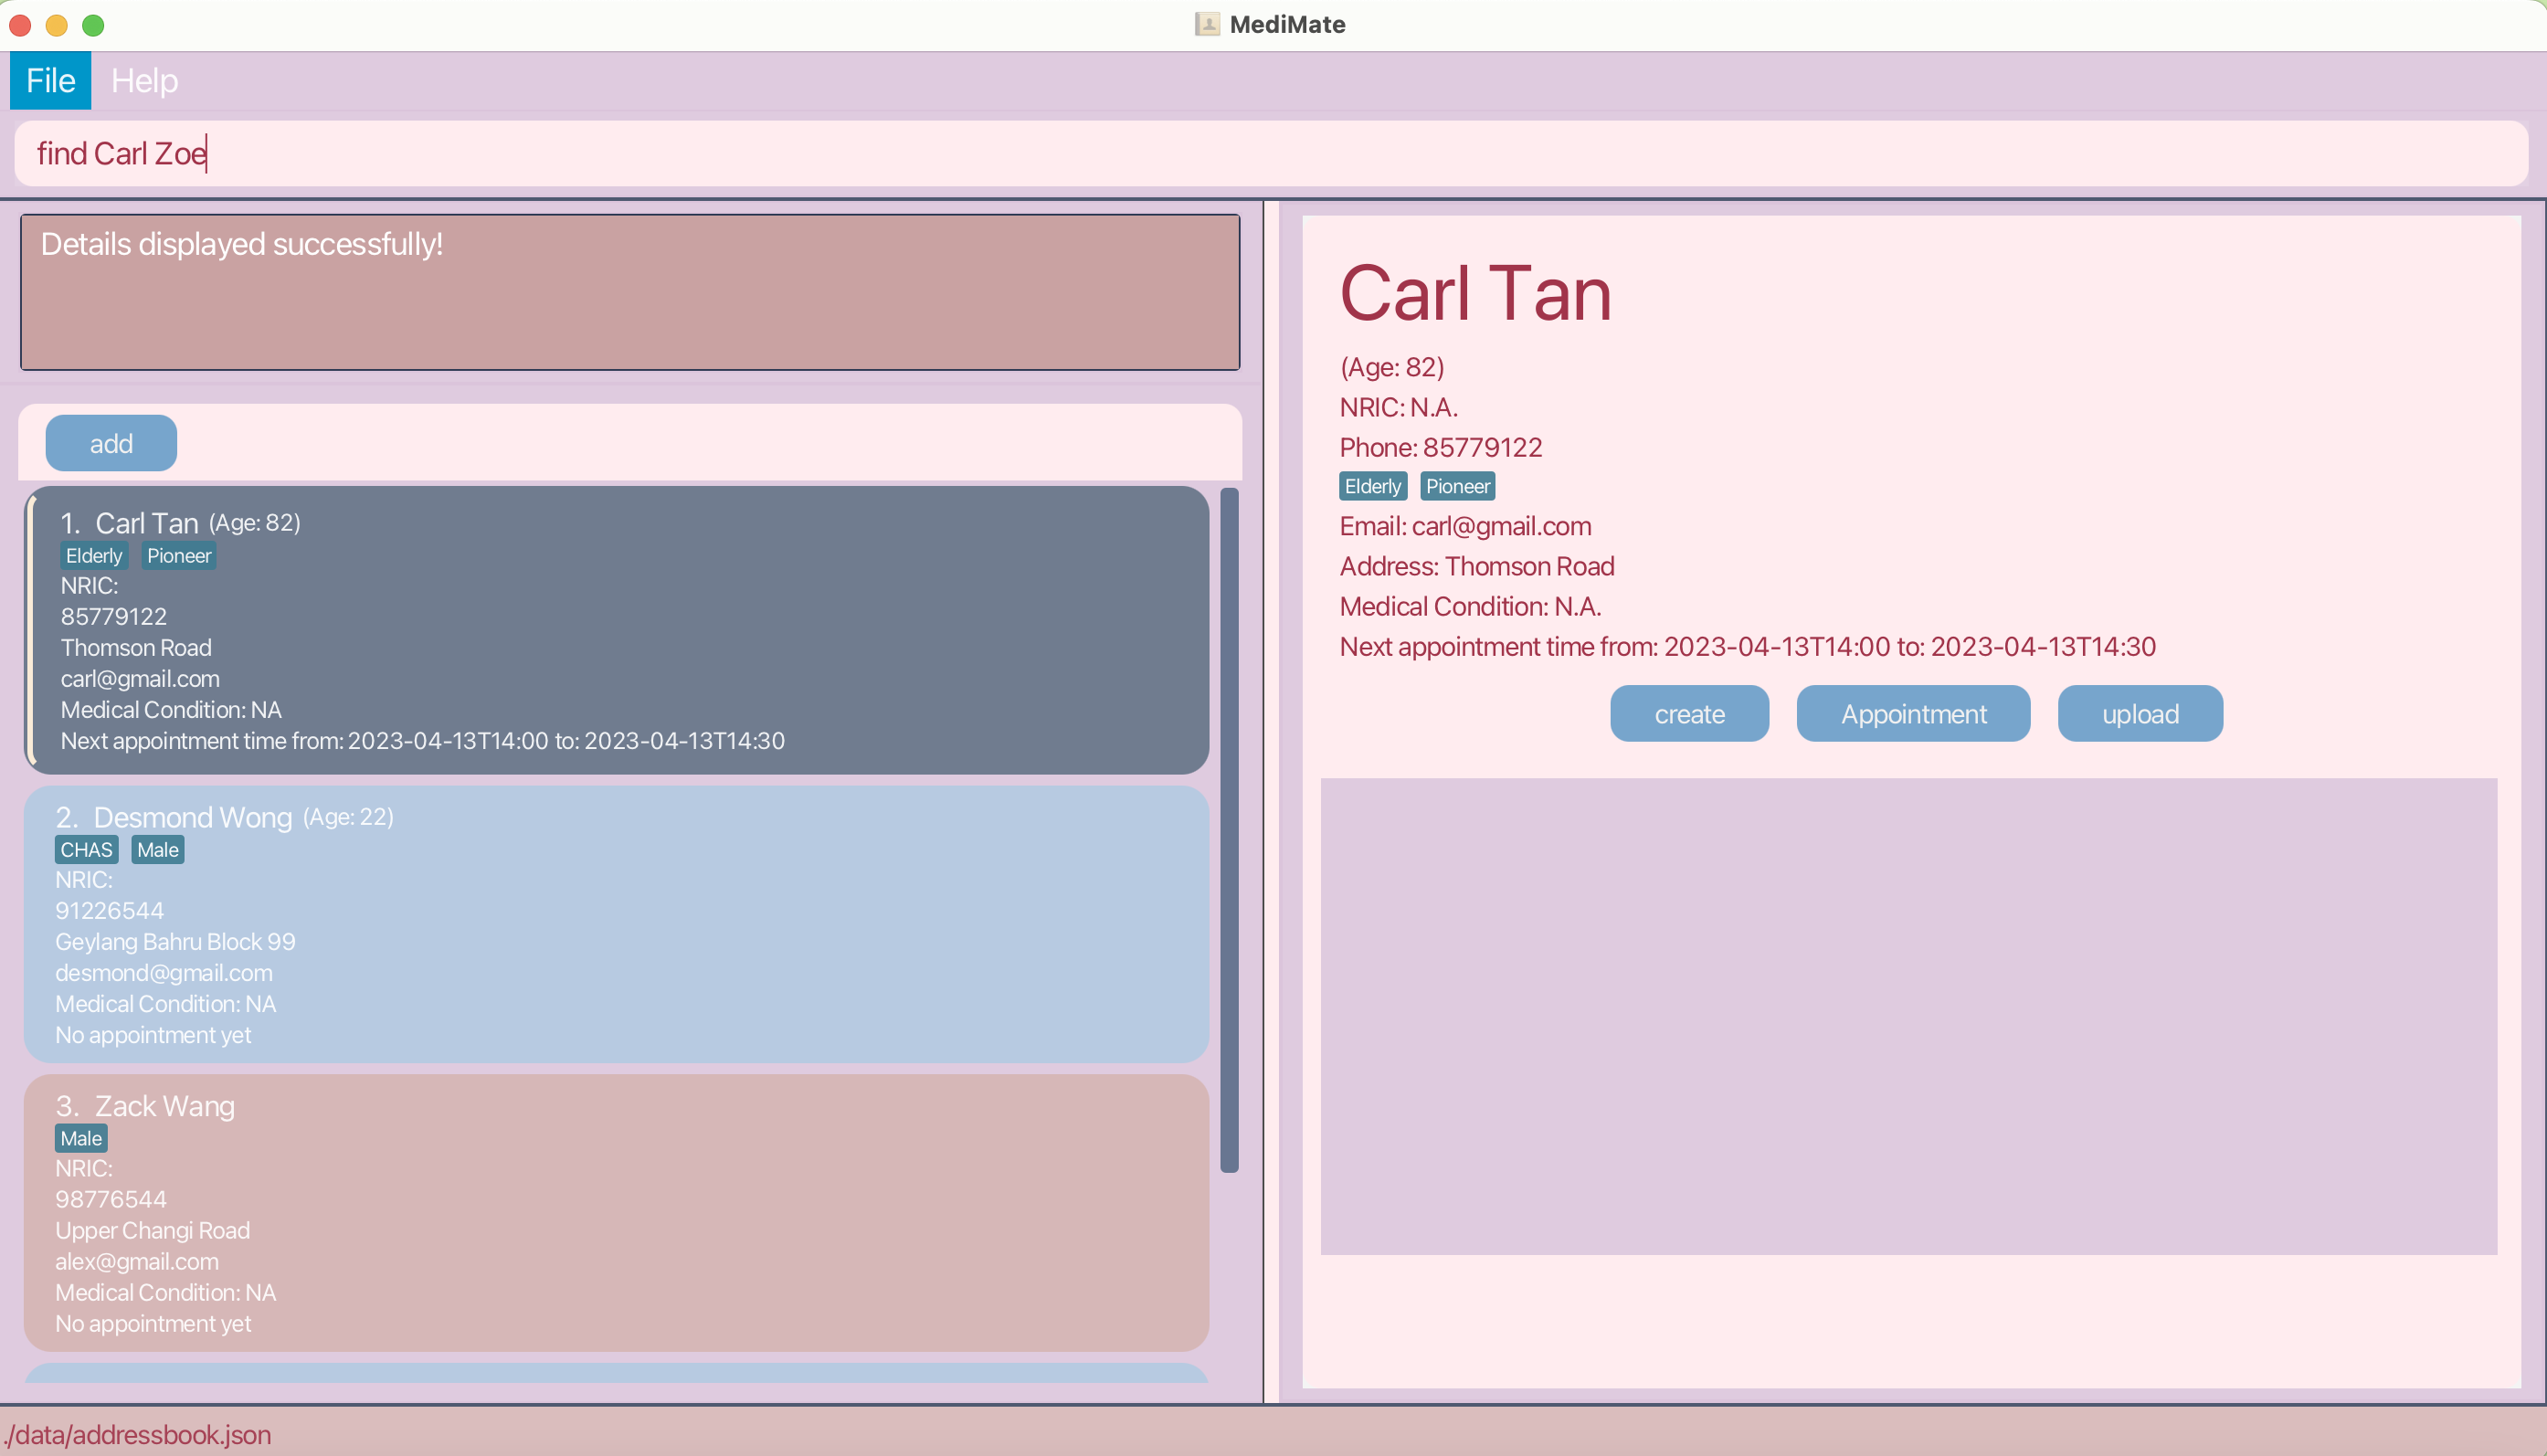 MediMate
File Help
find Carl Zoe
Details displayed successfully!
add
1. Carl Tan (Age: 82)
Elderly Pioneer
NRIC:
85779122
Thomson Road
carl@gmail.com
Medical Condition: NA
Next appointment time from: 2023-04-13T14:00 to: 2023-04-13T14:30
2. Desmond Wong (Age: 22)
CHAS Male
NRIC:
91226544
Geylang Bahru Block 99
desmond@gmail.com
Medical Condition: NA
No appointment yet
3. Zack Wang
Male
NRIC:
98776544
Upper Changi Road
alex@gmail.com
Medical Condition: NA
No appointment yet
Carl Tan
(Age: 82)
NRIC: N.A.
Phone: 85779122
Elderly Pioneer
Email: carl@gmail.com
Address: Thomson Road
Medical Condition: N.A.
Next appointment time from: 2023-04-13T14:00 to: 2023-04-13T14:30
create Appointment upload
./data/addressbook.json